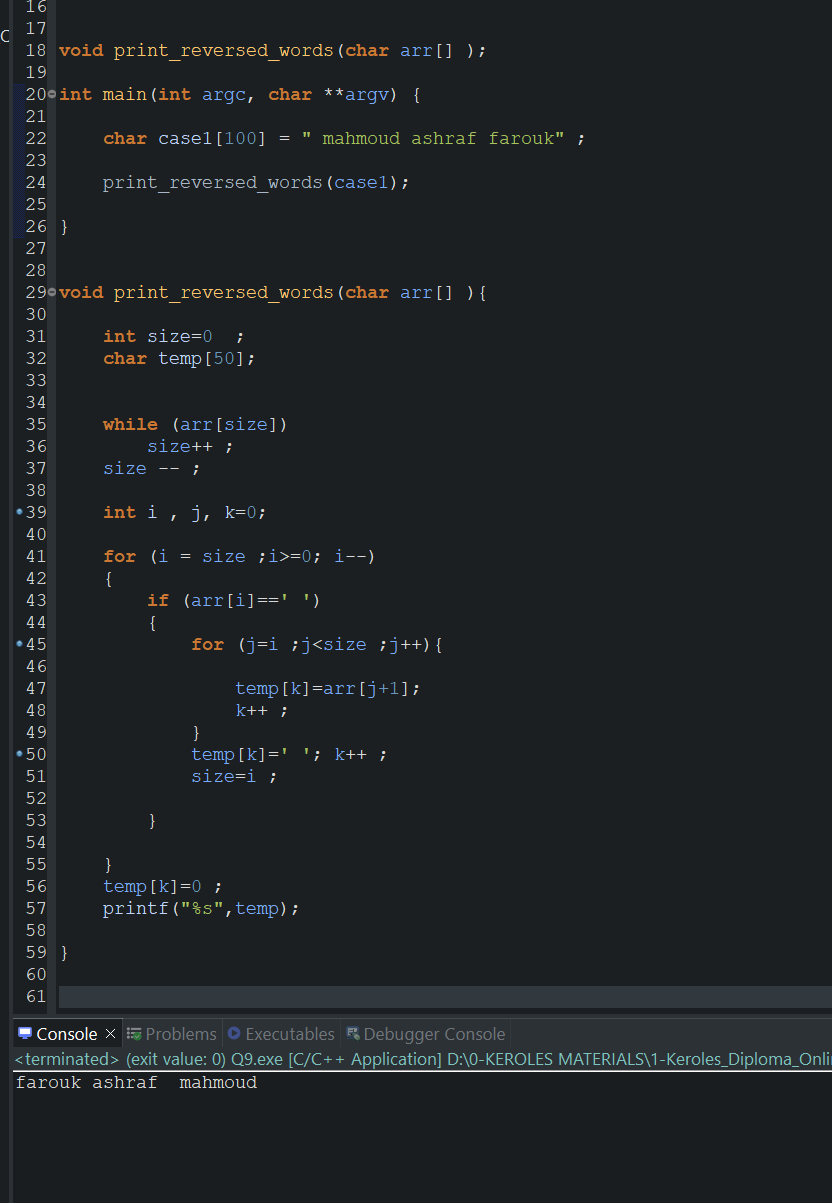 16
17
18 void print_reversed_words(char arr[] );
19
20 int main(int argc, char **argv) {
21
22     char case1[100] = " mahmoud ashraf farouk" ;
23
24     print_reversed_words(case1);
25
26 }
27
28
29 void print_reversed_words(char arr[] ){
30
31     int size=0  ;
32     char temp[50];
33
34
35     while (arr[size])
36         size++ ;
37     size -- ;
38
39     int i , j, k=0;
40
41     for (i = size ;i>=0; i--)
42     {
43         if (arr[i]==' ')
44         {
45             for (j=i ;j<size ;j++){
46
47                 temp[k]=arr[j+1];
48                 k++ ;
49             }
50             temp[k]=' '; k++ ;
51             size=i ;
52
53         }
54
55     }
56     temp[k]=0 ;
57     printf("%s",temp);
58
59 }
60
61
Console Problems Executables Debugger Console
<terminated> (exit value: 0) Q9.exe [C/C++ Application] D:\0-KEROLES MATERIALS\1-Keroles_Diploma_Onli
farouk ashraf  mahmoud